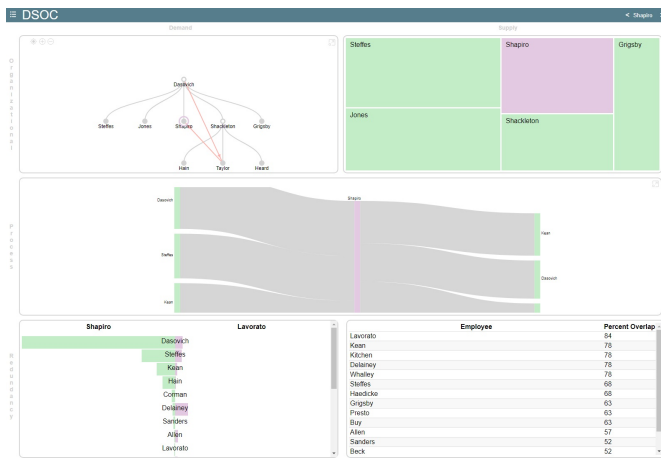 DSOC
Shapiro
Demand
Supply
Organizational
Dasovich
Steffes
Jones
Shapiro
Shackleton
Grigsby
Hain
Taylor
Heard
Steffes
Shapiro
Grigsby
Jones
Shackleton
Process
Dasovich
Steffes
Kean
Shapiro
Kean
Dasovich
Redundancy
Shapiro
Lavorato
Dasovich
Steffes
Kean
Hain
Corman
Delainey
Sanders
Allen
Lavorato
Employee Percent Overlap
Lavorato 84
Kean 78
Kitchen 78
Delainey 78
Whalley 78
Steffes 68
Haedicke 68
Grigsby 63
Presto 63
Buy 63
Allen 57
Sanders 52
Beck 52